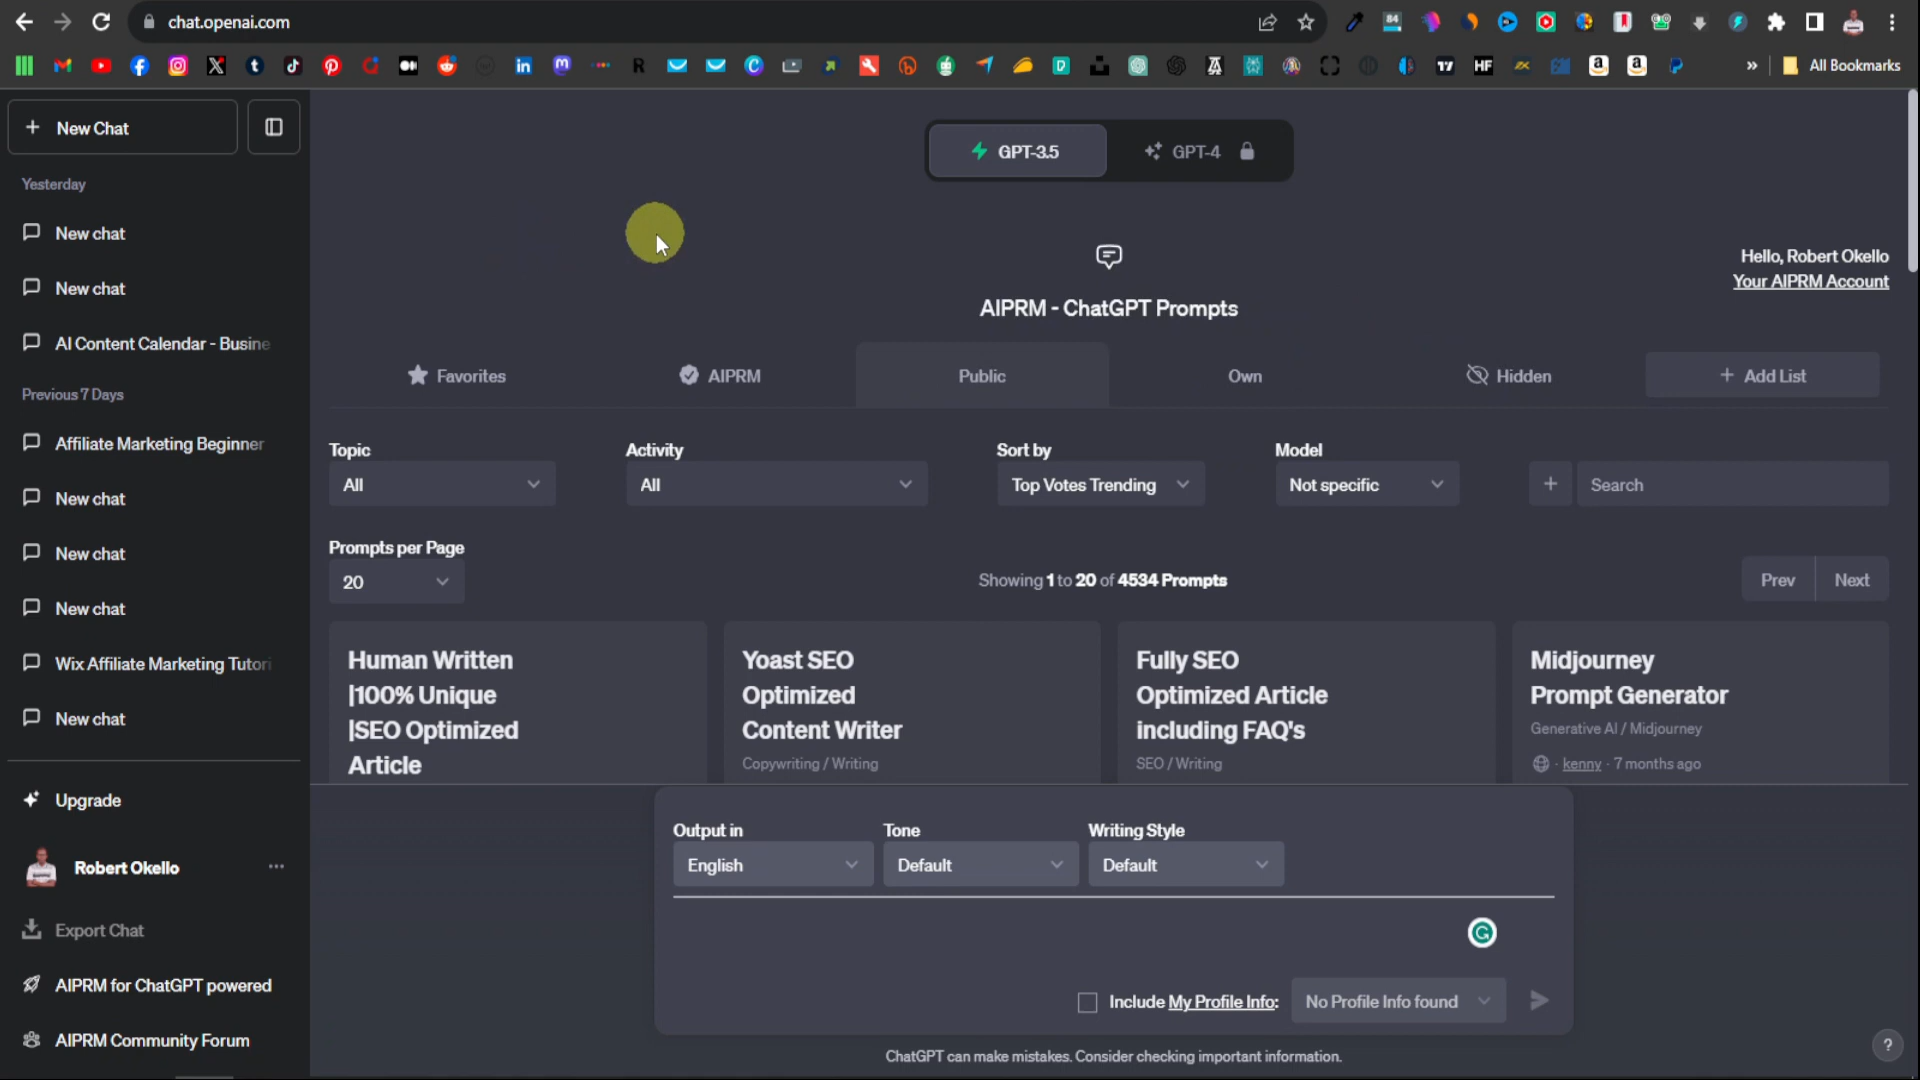 chat.openai.com
84
HF
» All Bookmarks
+ New Chat
Yesterday
New chat
New chat
AI Content Calendar - Busine
Previous 7 Days
Affiliate Marketing Beginner
New chat
New chat
New chat
Wix Affiliate Marketing Tutori
New chat
Upgrade
Robert Okello
Export Chat
AIPRM for ChatGPT powered
AIPRM Community Forum
GPT-3.5
GPT-4
Hello, Robert Okello
Your AIPRM Account
AIPRM - ChatGPT Prompts
Favorites
AIPRM
Public
Own
Hidden
+ Add List
Topic
All
Activity
All
Sort by
Top Votes Trending
Model
Not specific
+
Search
Prompts per Page
20
Showing 1 to 20 of 4534 Prompts
Prev
Next
Human Written
|100% Unique
|SEO Optimized
Article
Yoast SEO
Optimized
Content Writer
Copywriting / Writing
Fully SEO
Optimized Article
including FAQ's
SEO / Writing
Midjourney
Prompt Generator
Generative AI / Midjourney
· kenny · 7 months ago
Output in
English
Tone
Default
Writing Style
Default
Include My Profile Info:
No Profile Info found
ChatGPT can make mistakes. Consider checking important information.
?